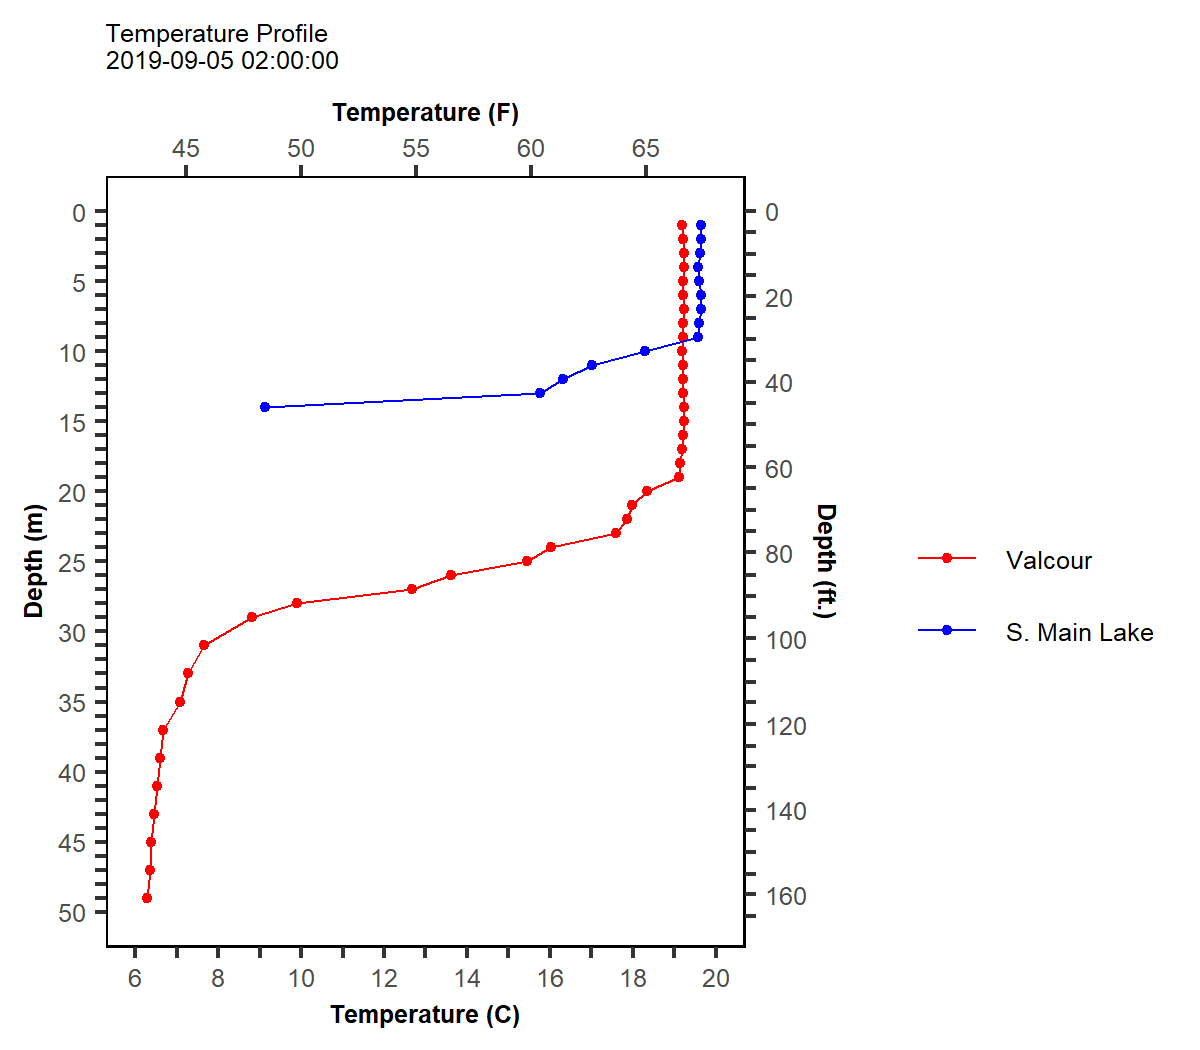 Temperature Profile
2019-09-05 02:00:00
Temperature (F)
45 50 55 60 65
0
5
10
15
20
25
30
35
40
45
50
Depth (m)
0
20
40
60
80
100
120
140
160
Depth (ft.)
6 8 10 12 14 16 18 20
Temperature (C)
Valcour
S. Main Lake